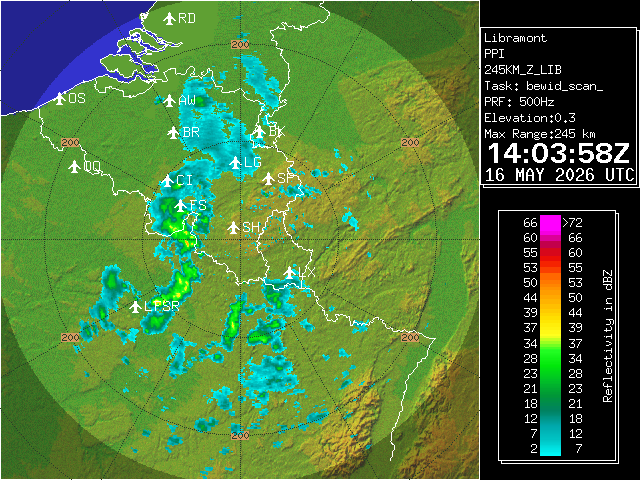 RD
200
OS
AW
BR
BK
200
200
OO
LG
CI
SP
FS
SH
LX
LFSR
200
200
200
Libramont
PPI
245KM_Z_LIB
Task: bewid_scan_
PRF: 500Hz
Elevation:0.3
Max Range:245 km
14:03:58Z
16 MAY 2026 UTC
66 >72
60 66
55 60
53 55
50 53
44 50
39 44
37 39
34 37
28 34
23 28
21 23
18 21
12 18
7 12
2 7
Reflectivity in dBZ